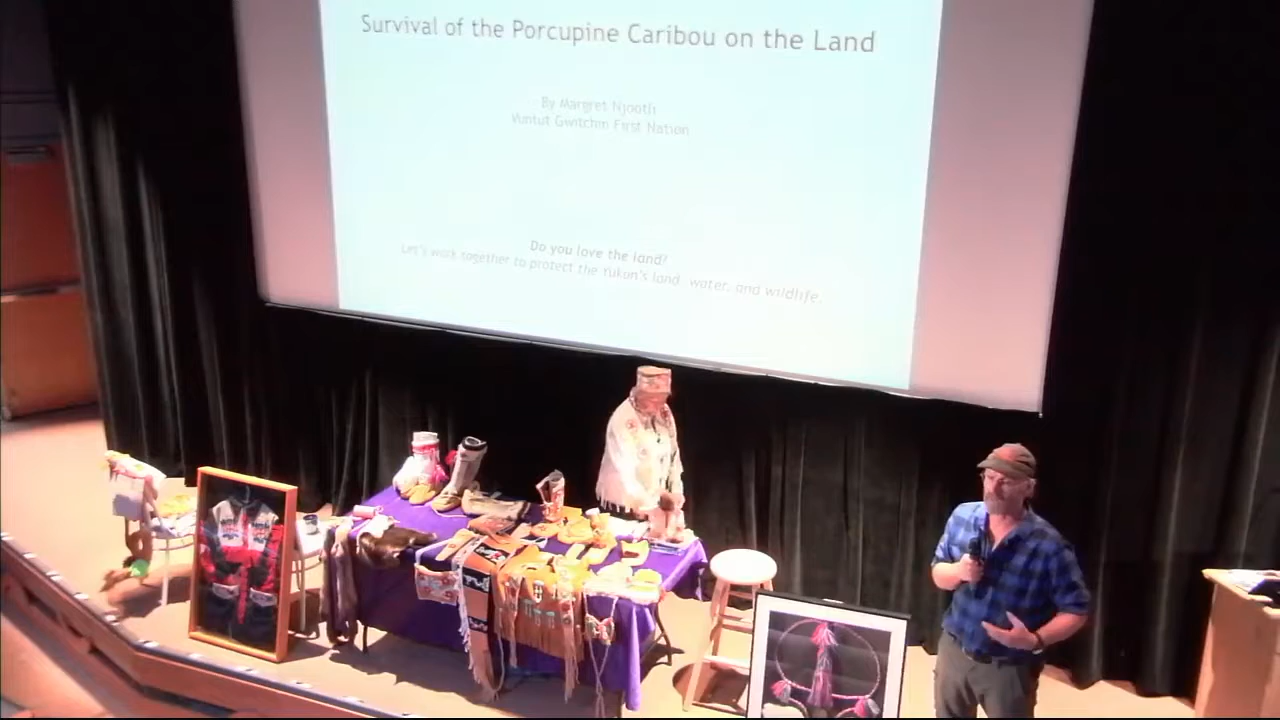 Survival of the Porcupine Caribou on the Land
By Margret Njootli
Vuntut Gwitchin First Nation
Do you love the land?
Let's work together to protect the Yukon's land, water, and wildlife.